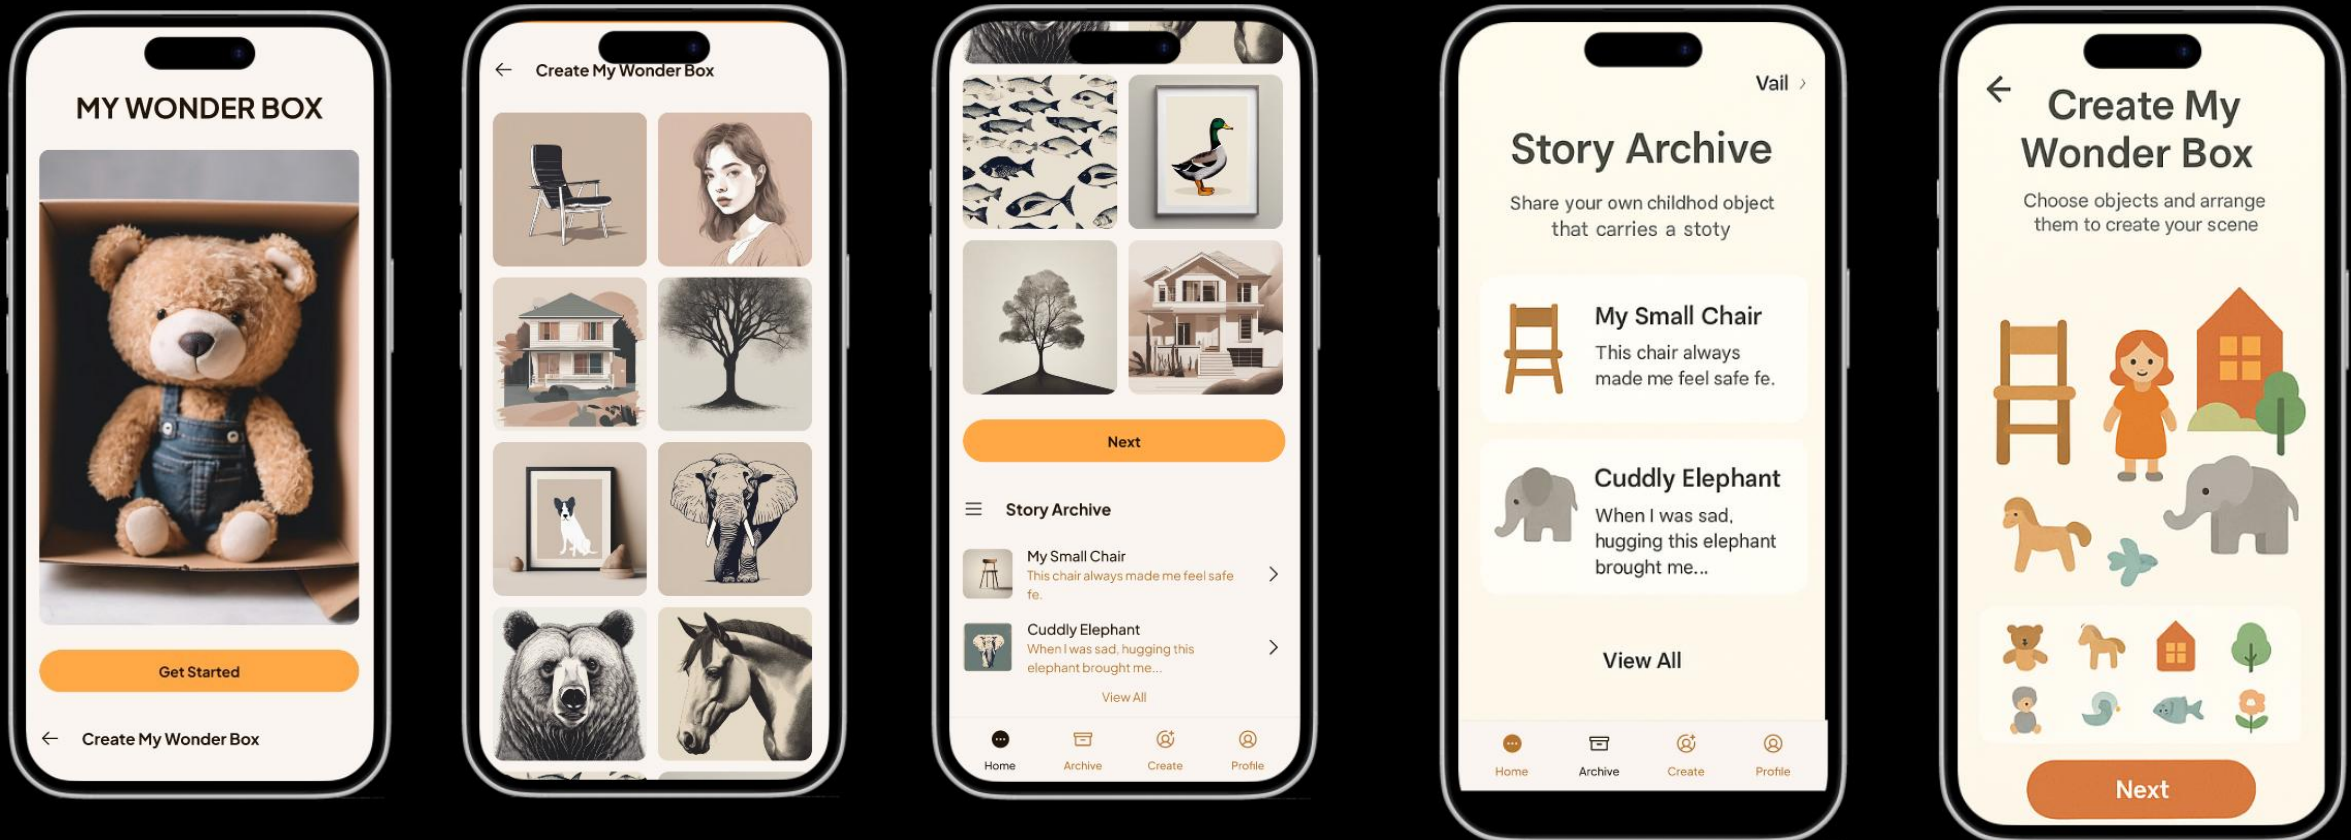 MY WONDER BOX
Get Started
Create My Wonder Box
Create My Wonder Box
Next
Story Archive
My Small Chair
This chair always made me feel safe
fe.
Cuddly Elephant
When I was sad, hugging this
elephant brought me...
View All
Home
Archive
Create
Profile
Vail
Story Archive
Share your own childhod object
that carries a stoty
My Small Chair
This chair always
made me feel safe fe.
Cuddly Elephant
When I was sad,
hugging this elephant
brought me...
View All
Home
Archive
Create
Profile
Create My
Wonder Box
Choose objects and arrange
them to create your scene
Next